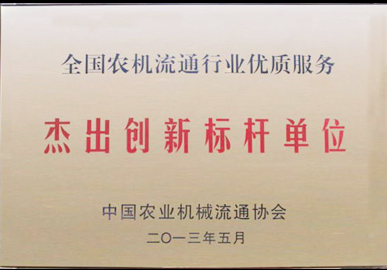 全国农机流通行业优质服务
杰出创新标杆单位
中国农业机械流通协会
二〇一三年五月